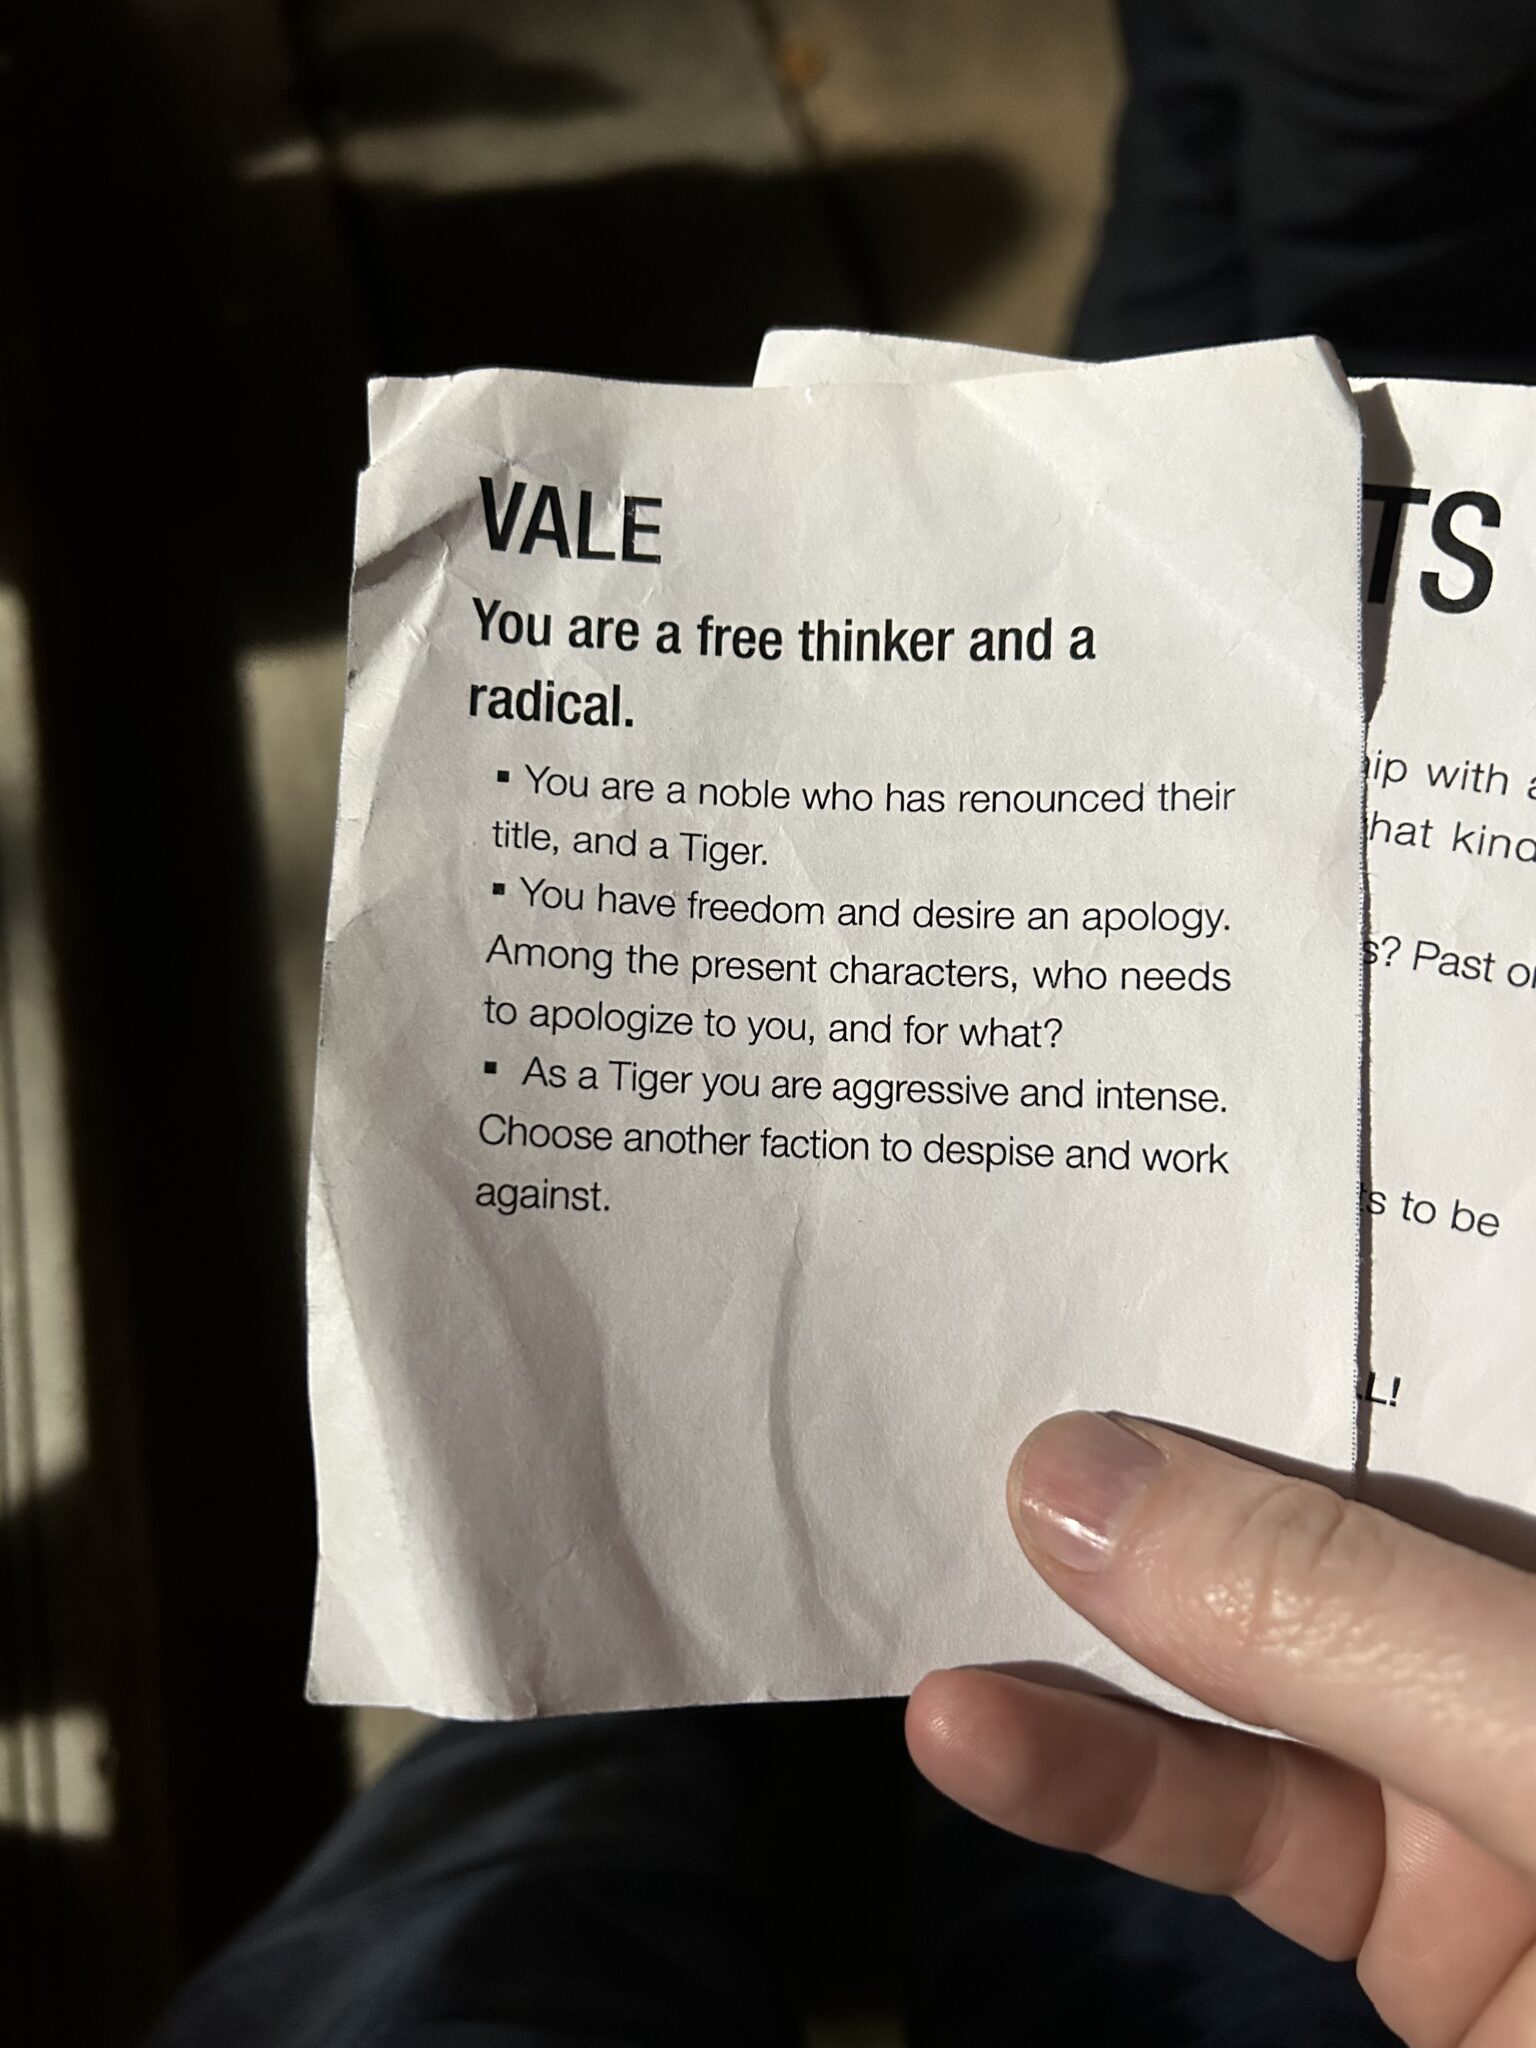 VALE
You are a free thinker and a
radical.
▪ You are a noble who has renounced their
title, and a Tiger.
▪ You have freedom and desire an apology.
Among the present characters, who needs
to apologize to you, and for what?
▪ As a Tiger you are aggressive and intense.
Choose another faction to despise and work
against.
TS
with
kind
s? Past
to be
L!